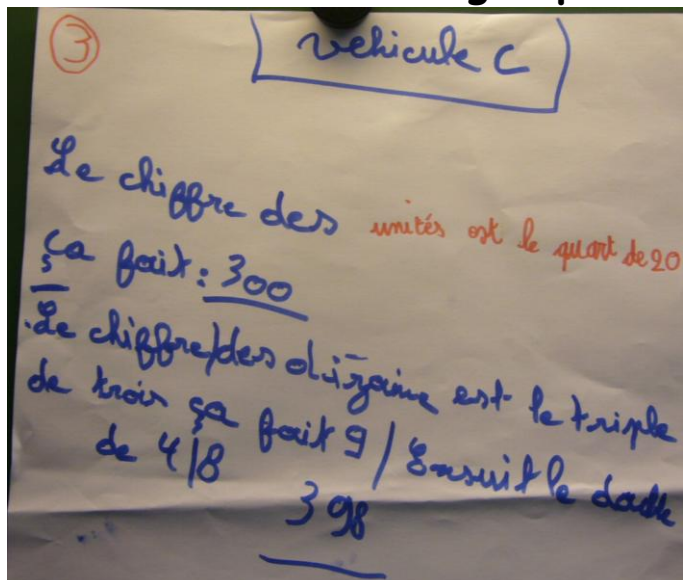 3
vehicule C
Le chiffre des unités est le quart de 20
ça fait : 300
Le chiffre/des dizaine est le triple
de trois ça fait 9 / Ensuit le double
de 4/8
398